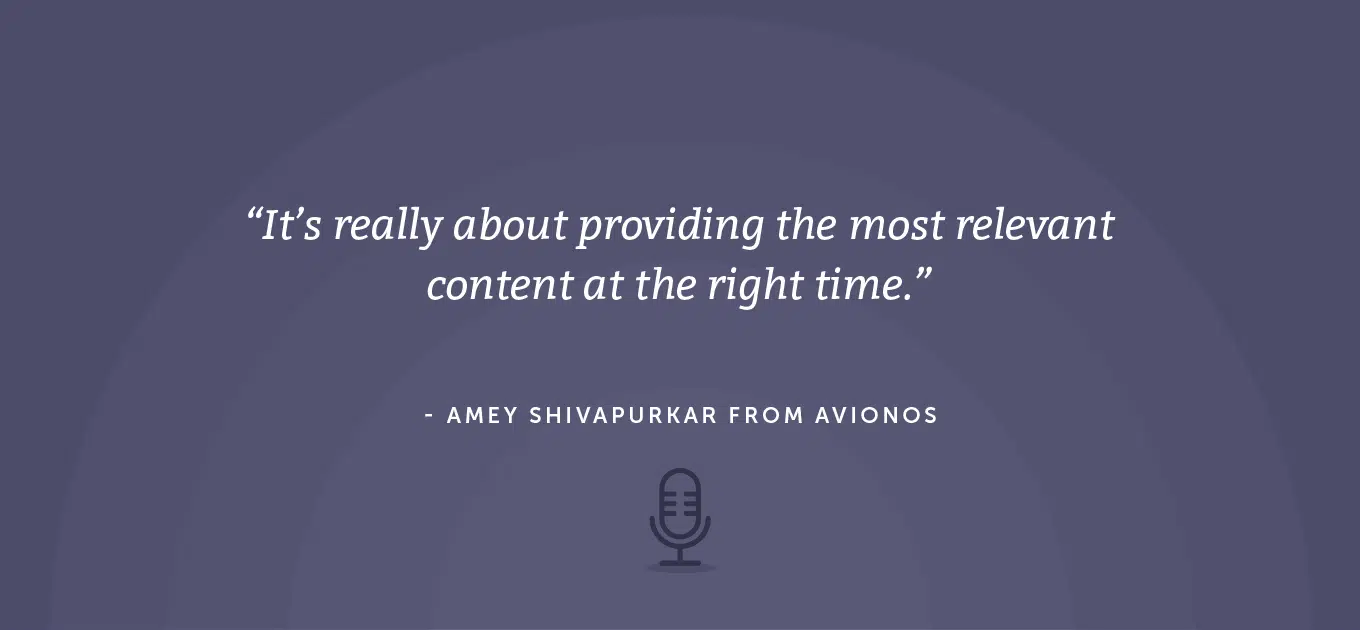 “It’s really about providing the most relevant
content at the right time.”
- AMEY SHIVAPURKAR FROM AVIONOS